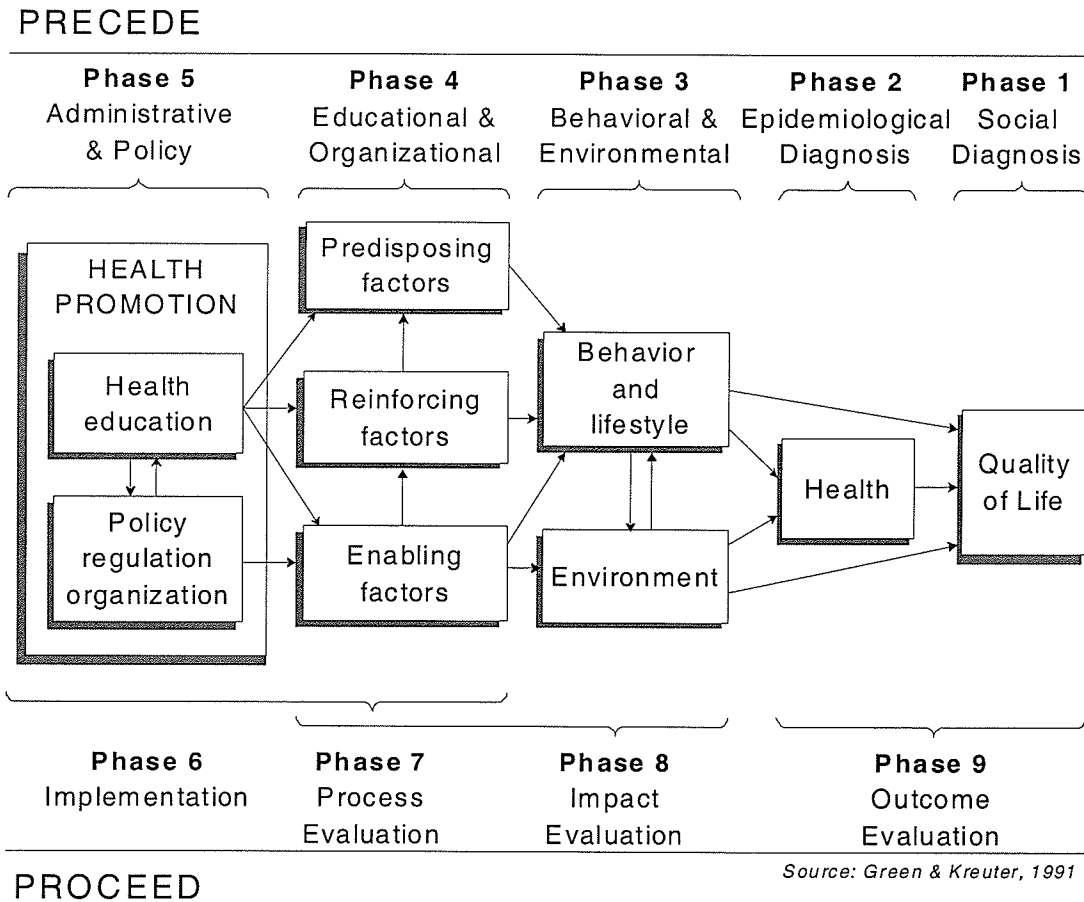 PRECEDE
Phase 5
Administrative
& Policy
Phase 4
Educational &
Organizational
Phase 3
Behavioral &
Environmental
Phase 2
Epidemiological
Diagnosis
Phase 1
Social
Diagnosis
HEALTH
PROMOTION
Health
education
Policy
regulation
organization
Predisposing
factors
Reinforcing
factors
Enabling
factors
Behavior
and
lifestyle
Environment
Health
Quality
of Life
Phase 6
Implementation
Phase 7
Process
Evaluation
Phase 8
Impact
Evaluation
Phase 9
Outcome
Evaluation
Source: Green & Kreuter, 1991
PROCEED